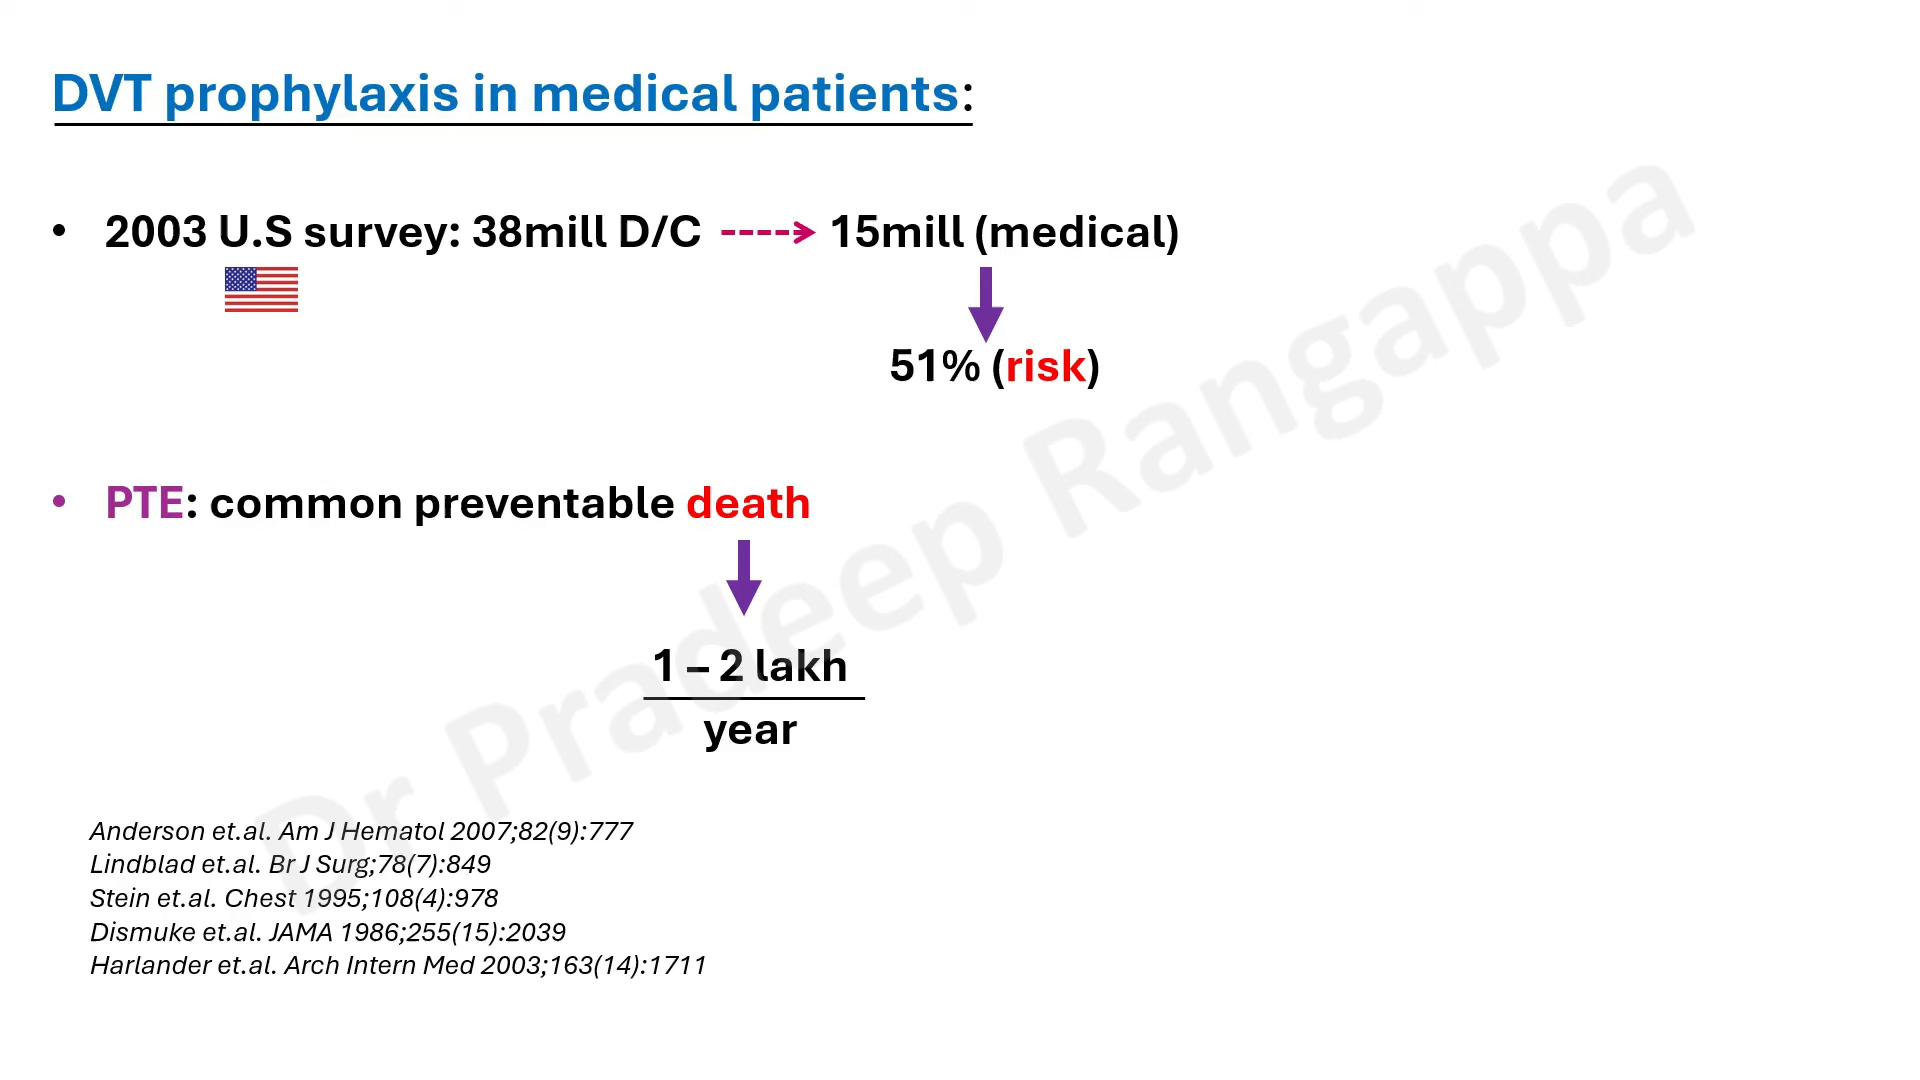 DVT prophylaxis in medical patients:
• 2003 U.S survey: 38mill D/C 15mill (medical)
51% (risk)
• PTE: common preventable death
1 – 2 lakh
year
Anderson et.al. Am J Hematol 2007;82(9):777
Lindblad et.al. Br J Surg;78(7):849
Stein et.al. Chest 1995;108(4):978
Dismuke et.al. JAMA 1986;255(15):2039
Harlander et.al. Arch Intern Med 2003;163(14):1711
Dr Pradeep Rangappa